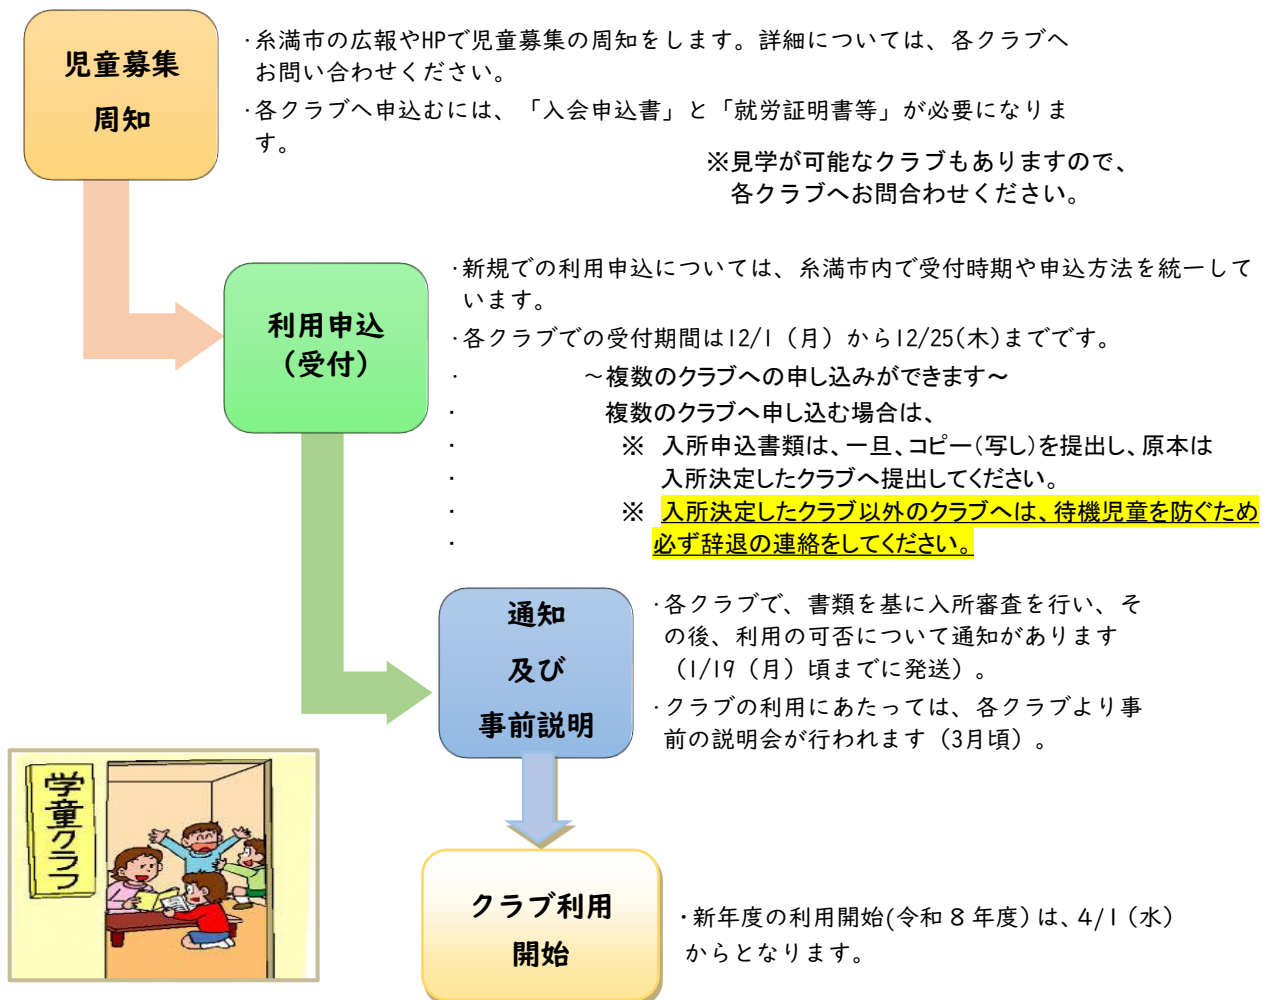 児童募集
周知
·糸満市の広報やHPで児童募集の周知をします。詳細については、各クラブへ
お問い合わせください。
·各クラブへ申込むには、「入会申込書」と「就労証明書等」が必要になりま
す。
※見学が可能なクラブもありますので、
各クラブへお問合わせください。
利用申込
（受付）
·新規での利用申込については、糸満市内で受付時期や申込方法を統一して
います。
·各クラブでの受付期間は12/1（月）から12/25(木)までです。
· ～複数のクラブへの申し込みができます～
· 複数のクラブへ申し込む場合は、
· ※ 入所申込書類は、一旦、コピー（写し）を提出し、原本は
· 入所決定したクラブへ提出してください。
· ※ 入所決定したクラブ以外のクラブへは、待機児童を防ぐため
· 必ず辞退の連絡をしてください。
通知
及び
事前説明
·各クラブで、書類を基に入所審査を行い、そ
の後、利用の可否について通知があります
（1/19（月）頃までに発送）。
·クラブの利用にあたっては、各クラブより事
前の説明会が行われます（3月頃）。
学童クラブ
クラブ利用
開始
·新年度の利用開始(令和８年度)は、4/1（水）
からとなります。